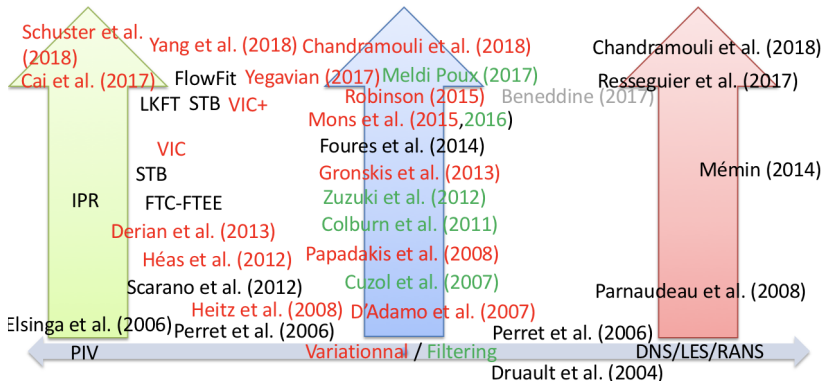 Schuster et al.
(2018)
Yang et al. (2018)
Chandramouli et al. (2018)
Chandramouli et al. (2018)
Cai et al. (2017)
FlowFit
Yegavian (2017)
Meldi Poux (2017)
Resseguier et al. (2017)
LKFT
STB
VIC+
Robinson (2015)
Beneddine (2017)
Mons et al. (2015,2016)
VIC
Foures et al. (2014)
STB
Gronskis et al. (2013)
Mémin (2014)
IPR
FTC-FTEE
Zuzuki et al. (2012)
Derian et al. (2013)
Colburn et al. (2011)
Héas et al. (2012)
Papadakis et al. (2008)
Scarano et al. (2012)
Cuzol et al. (2007)
Parnaudeau et al. (2008)
Heitz et al. (2008)
D'Adamo et al. (2007)
Elsinga et al. (2006)
Perret et al. (2006)
Perret et al. (2006)
PIV
Variationnal / Filtering
DNS/LES/RANS
Druault et al. (2004)